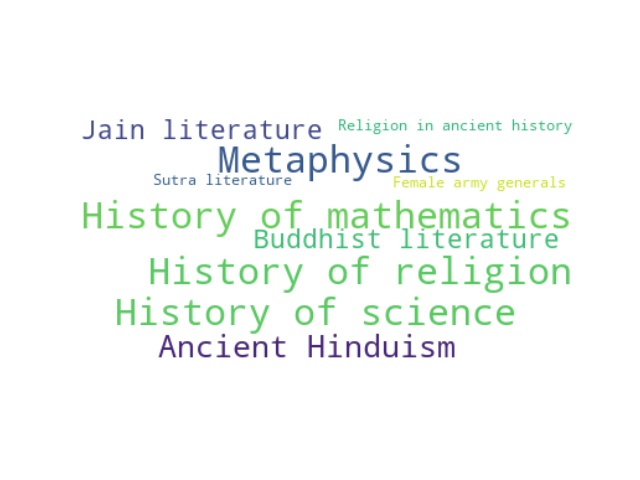 Jain literature
Religion in ancient history
Metaphysics
Sutra literature
Female army generals
History of mathematics
Buddhist literature
History of religion
History of science
Ancient Hinduism